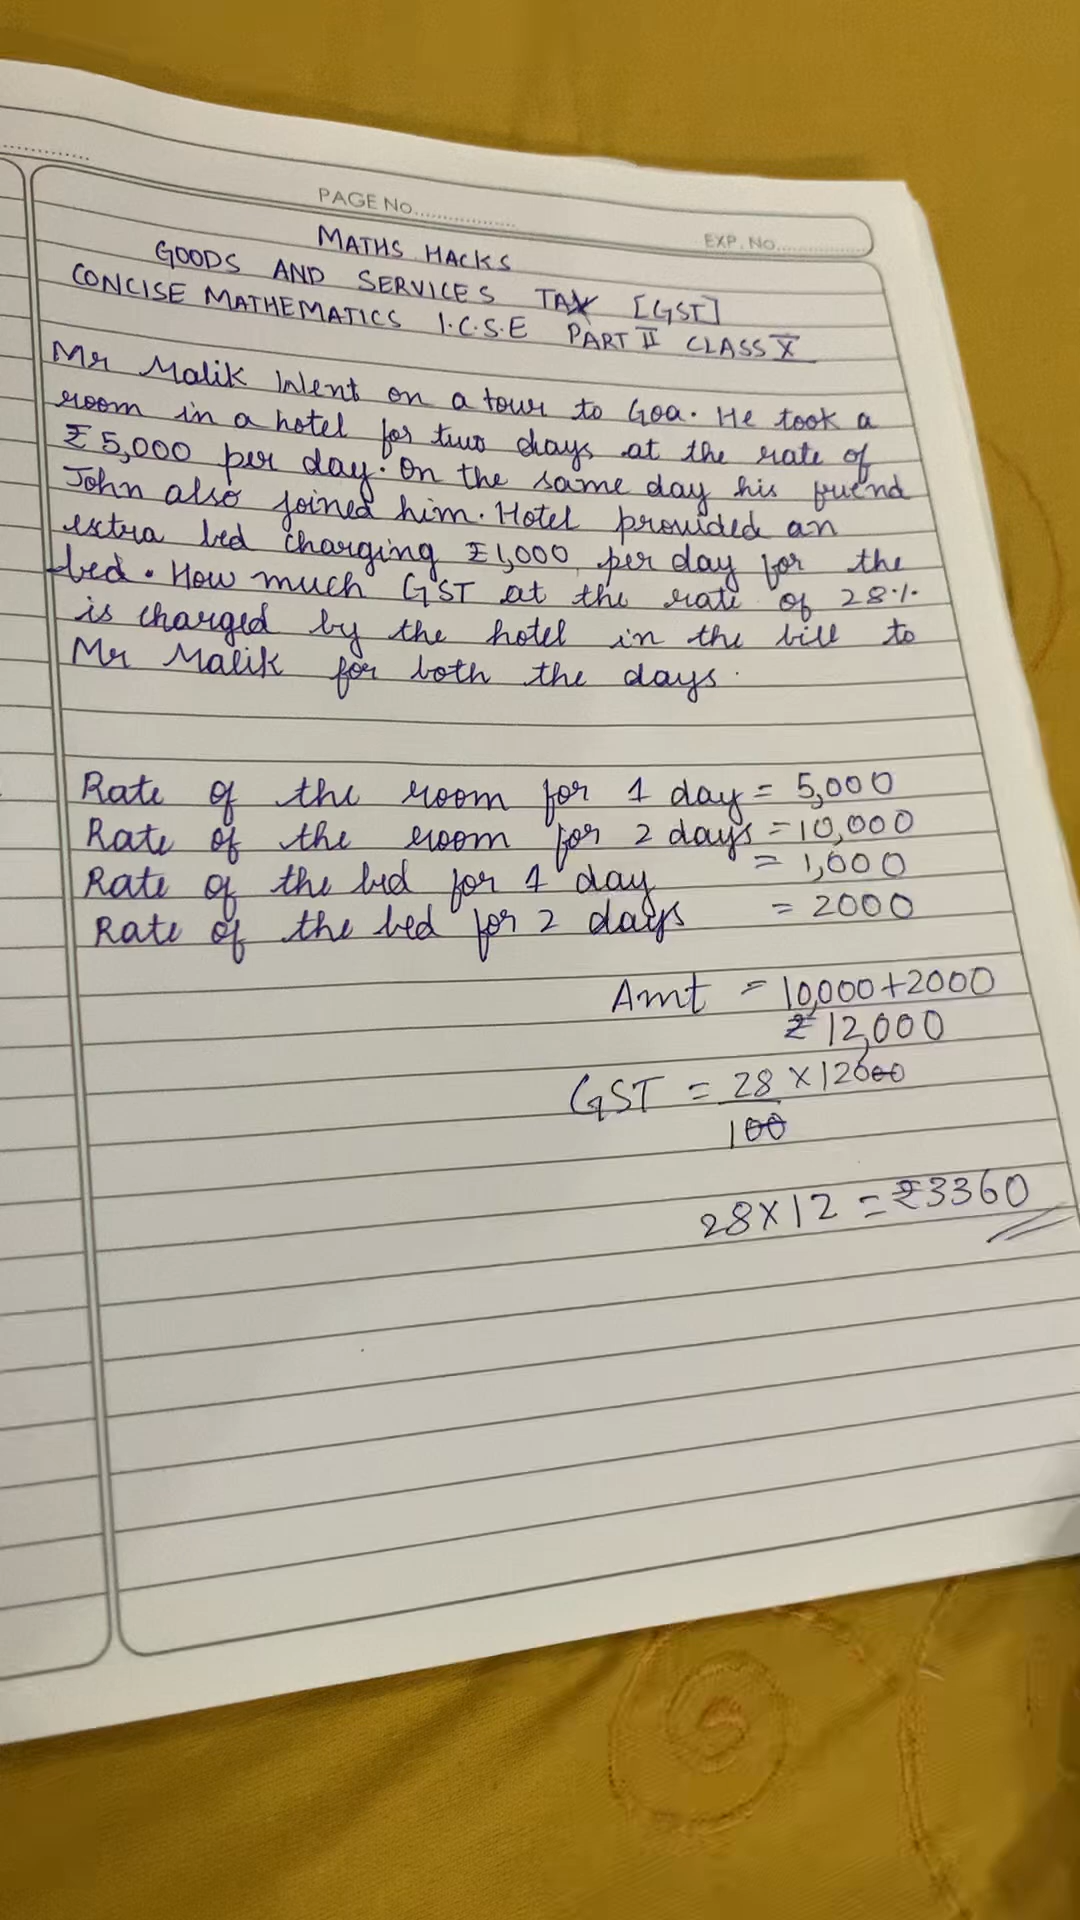 PAGE No.
EXP. No.
MATHS HACKS
GOODS AND SERVICES TAX [GST]
CONCISE MATHEMATICS I.C.S.E PART II CLASS X
Mr Malik Went on a tour to Goa. He took a
room in a hotel for two days at the rate of
₹5,000 per day. On the same day his friend
John also joined him. Hotel provided an
extra bed charging ₹1,000 per day for the
bed. How much GST at the rate of 28%
is charged by the hotel in the bill to
Mr Malik for both the days.
Rate of the room for 1 day = 5,000
Rate of the room for 2 days = 10,000
Rate of the bed for 1 day = 1,000
Rate of the bed for 2 days = 2000
Amt = 10,000+2000
₹12,000
GST = 28 × 12000
100
28×12 = ₹3360